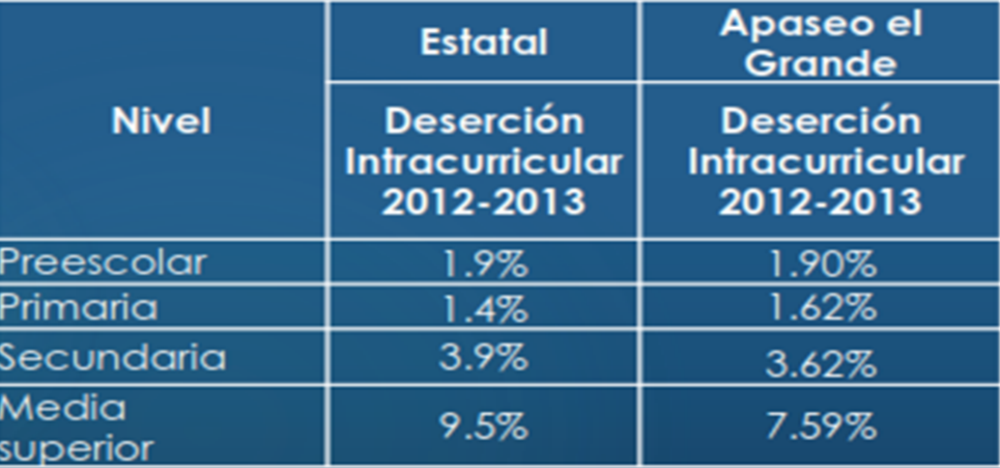 Nivel
Estatal
Apaseo el
Grande
Deserción
Intracurricular
2012-2013
Deserción
Intracurricular
2012-2013
Preescolar
1.9%
1.90%
Primaria
1.4%
1.62%
Secundaria
3.9%
3.62%
Media
superior
9.5%
7.59%